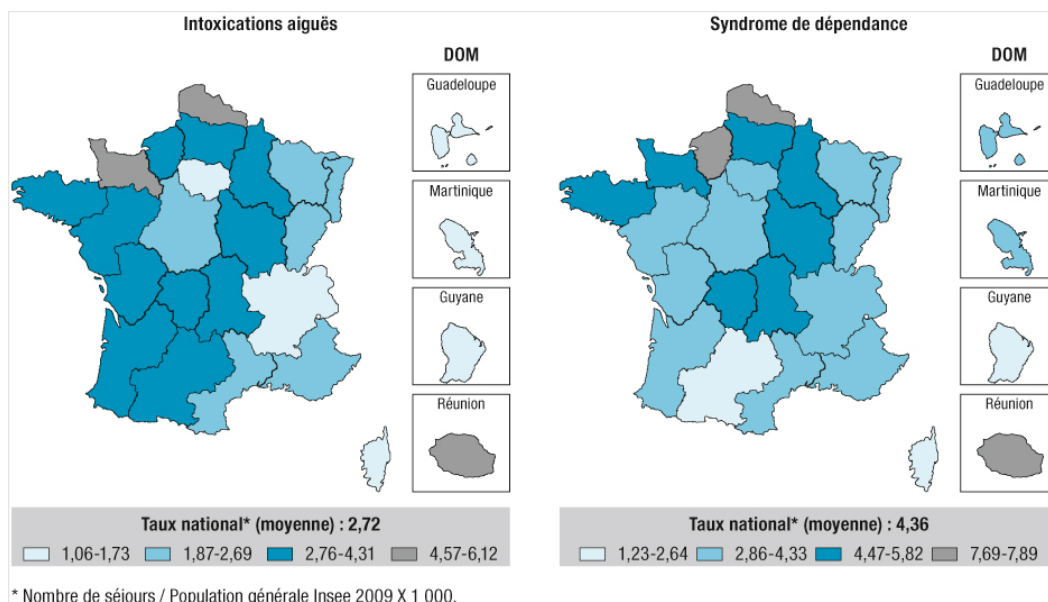 Intoxications aiguës
DOM
Guadeloupe
Martinique
Guyane
Réunion
Taux national* (moyenne) : 2,72
1,06-1,73 1,87-2,69 2,76-4,31 4,57-6,12
Syndrome de dépendance
DOM
Guadeloupe
Martinique
Guyane
Réunion
Taux national* (moyenne) : 4,36
1,23-2,64 2,86-4,33 4,47-5,82 7,69-7,89
* Nombre de séjours / Population générale Insee 2009 X 1 000.